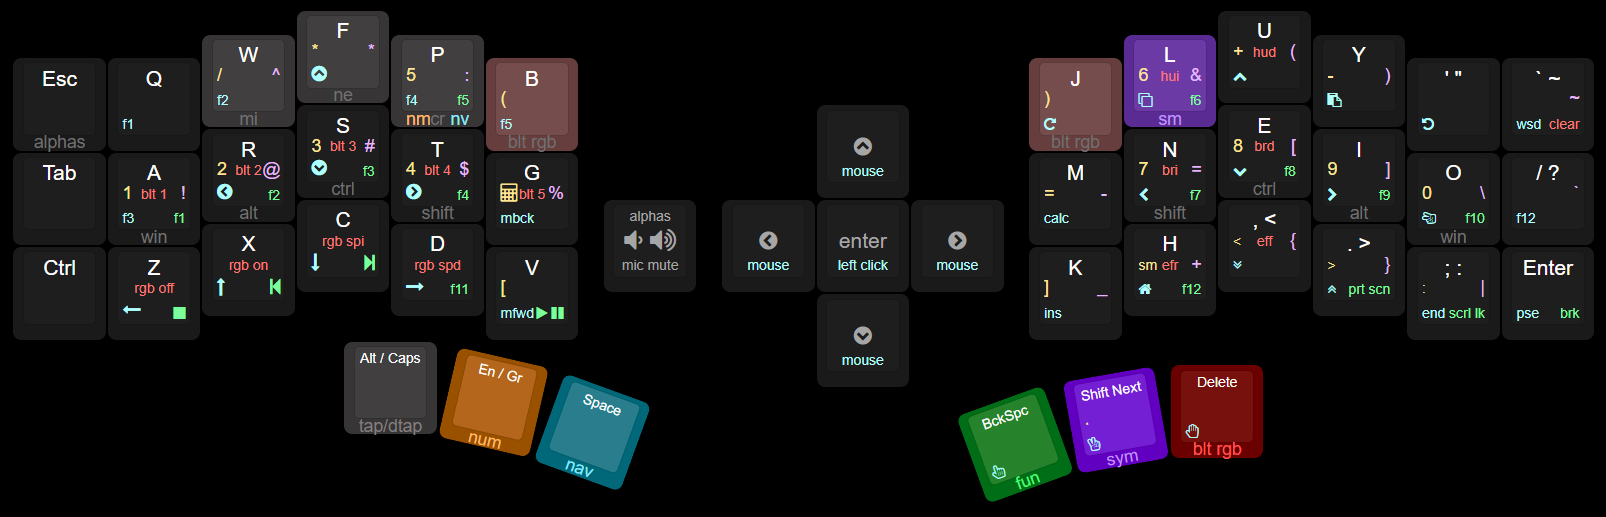 Esc
alphas
Q
f1
W
/ ^
f2
mi
F
* *
ne
P
5 :
f4 f5
nmcr nv
B
(
f5
blt rgb
J
)
blt rgb
L
6 hui &
f6
sm
U
+ hud (
Y
- )
' "
` ~
~
wsd clear
Tab
A
1 blt 1 !
f3 f1
win
R
2 blt 2 @
f2
alt
S
3 blt 3 #
f3
ctrl
T
4 blt 4 $
f4
shift
G
blt 5 %
mbck
M
= -
calc
N
7 bri =
f7
shift
E
8 brd [
f8
ctrl
I
9 ]
f9
alt
O
0 \
f10
win
/ ?
`
f12
Ctrl
Z
rgb off
X
rgb on
C
rgb spi
D
rgb spd
f11
V
[
mfwd
alphas
mic mute
mouse
mouse
enter
left click
mouse
mouse
K
] _
ins
H
sm efr +
f12
, <
< eff {
. >
> }
prt scn
; :
: |
end scrl lk
Enter
pse brk
Alt / Caps
tap/dtap
En / Gr
num
Space
nav
BckSpc
fun
Shift Next
.
sym
Delete
blt rgb